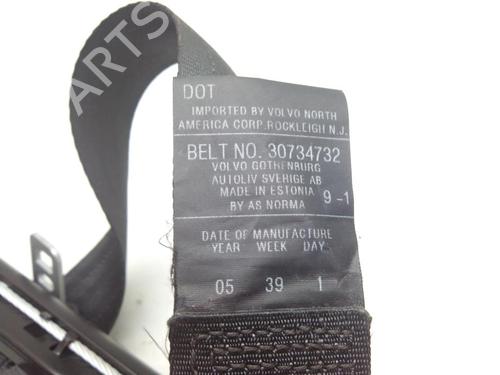 DOT
IMPORTED BY VOLVO NORTH
AMERICA CORP, ROCKLEIGH N.J.
BELT NO. 30734732
VOLVO GOTHENBURG
AUTOLIV SVERIGE AB
MADE IN ESTONIA 9-1
BY AS NORMA
DATE OF MANUFACTURE
YEAR WEEK DAY
05 39 1
PARTS